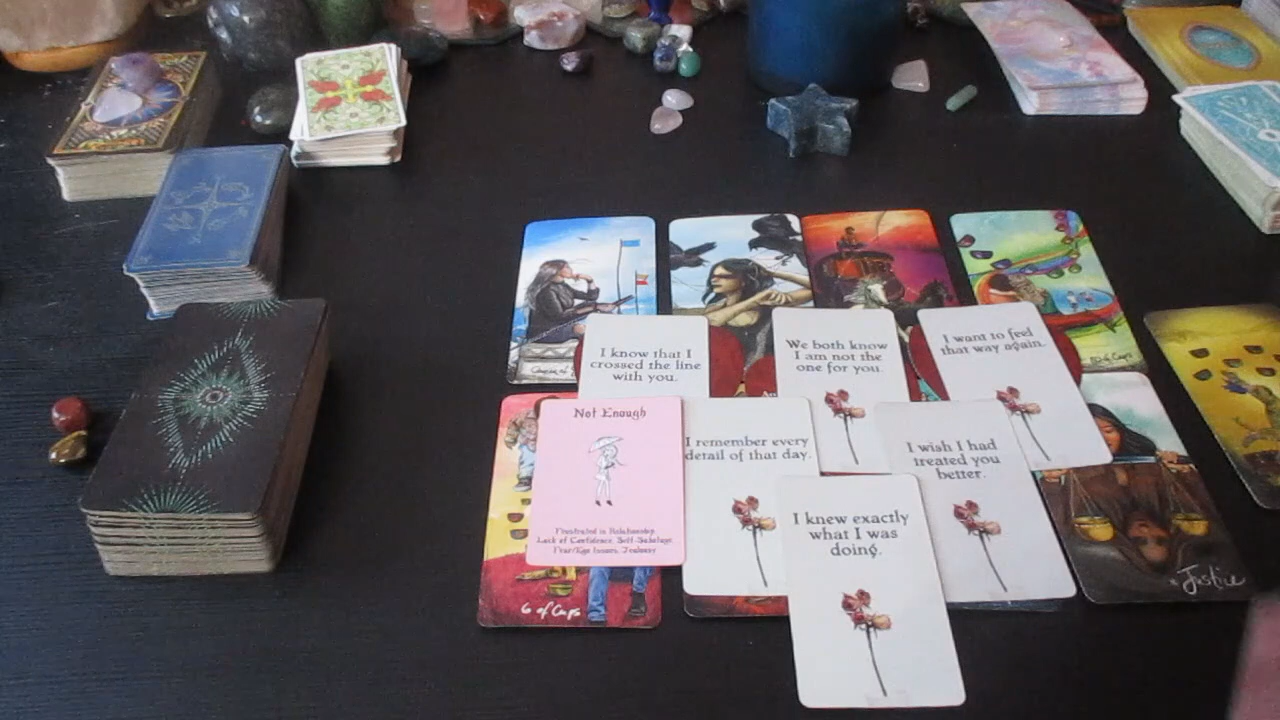 I know that I
crossed the line
with you.
We both know
I am not the
one for you.
I want to feel
that way again.
Not Enough
Frustrated in Relationship
Lack of Confidence, Self-Sabotage
Fear/Ego Issues, Jealousy
I remember every
detail of that day.
I wish I had
treated you
better.
I knew exactly
what I was
doing.
6 of Cups
Justice